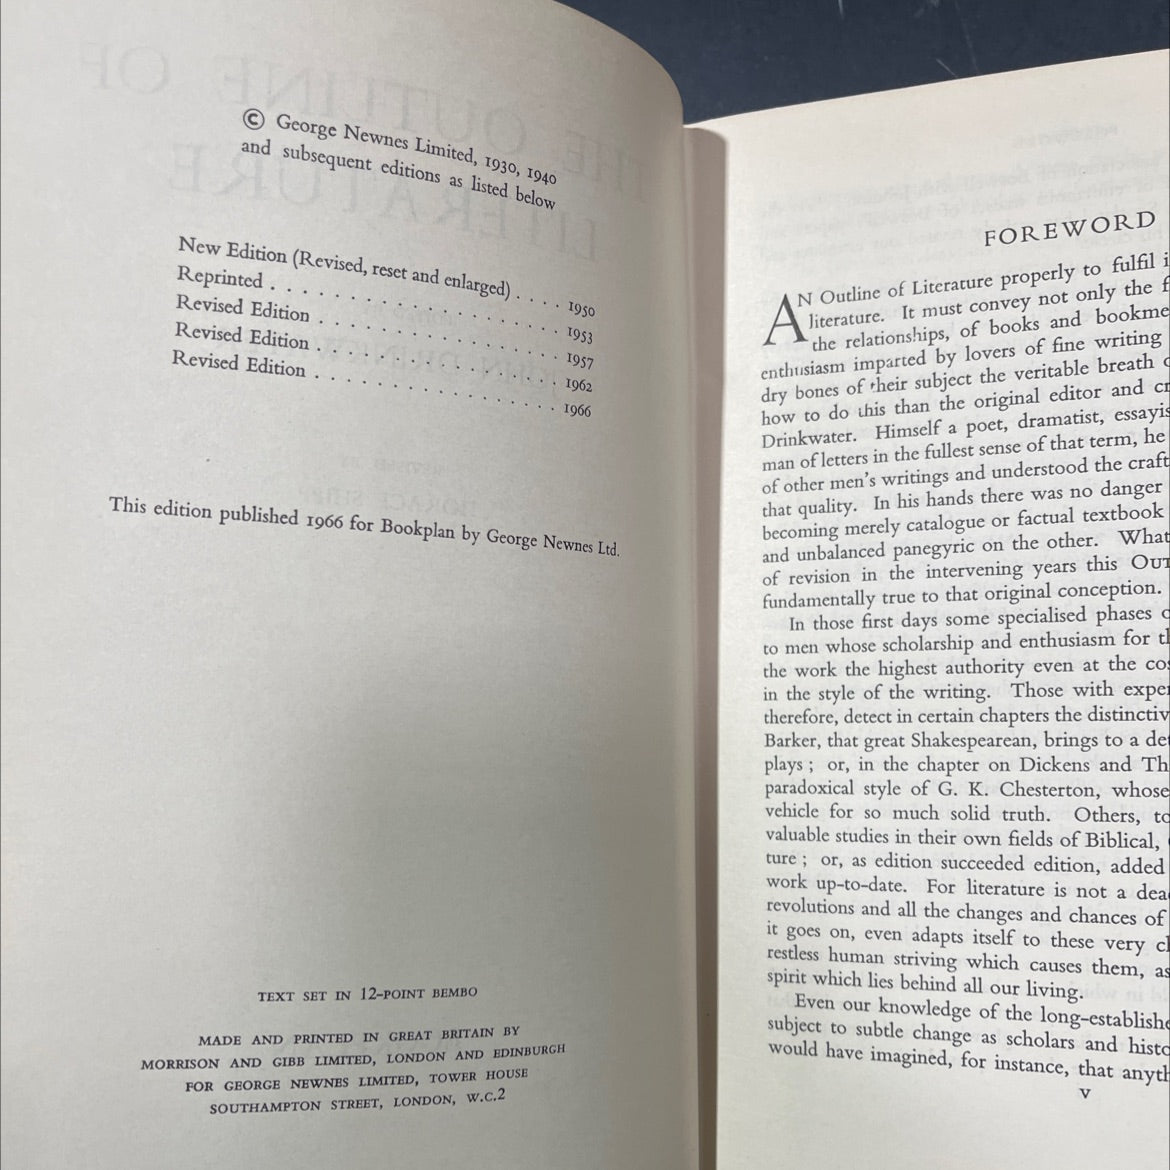 © George Newnes Limited, 1930, 1940
and subsequent editions as listed below
New Edition (Revised, reset and enlarged) . . . . 1950
Reprinted . . . . . . . . . . . . . . . . 1953
Revised Edition . . . . . . . . . . . . . 1957
Revised Edition . . . . . . . . . . . . . 1962
Revised Edition . . . . . . . . . . . . . 1966
This edition published 1966 for Bookplan by George Newnes Ltd.
TEXT SET IN 12-POINT BEMBO
MADE AND PRINTED IN GREAT BRITAIN BY
MORRISON AND GIBB LIMITED, LONDON AND EDINBURGH
FOR GEORGE NEWNES LIMITED, TOWER HOUSE
SOUTHAMPTON STREET, LONDON, W.C.2
FOREWORD
AN Outline of Literature properly to fulfil
literature. It must convey not only the
the relationships, of books and bookme
enthusiasm imparted by lovers of fine writing
dry bones of their subject the veritable breath
how to do this than the original editor and
Drinkwater. Himself a poet, dramatist, essayis
man of letters in the fullest sense of that term, he
of other men's writings and understood the craft
that quality. In his hands there was no danger
becoming merely catalogue or factual textbook
and unbalanced panegyric on the other. What
of revision in the intervening years this OUT
fundamentally true to that original conception.
In those first days some specialised phases
to men whose scholarship and enthusiasm for
the work the highest authority even at the cos
in the style of the writing. Those with exper
therefore, detect in certain chapters the distinctiv
Barker, that great Shakespearean, brings to a de
plays ; or, in the chapter on Dickens and Th
paradoxical style of G. K. Chesterton, whose
vehicle for so much solid truth. Others, to
valuable studies in their own fields of Biblical,
ture ; or, as edition succeeded edition, added
work up-to-date. For literature is not a dea
revolutions and all the changes and chances of
it goes on, even adapts itself to these very
restless human striving which causes them, as
spirit which lies behind all our living.
Even our knowledge of the long-establishe
subject to subtle change as scholars and histo
would have imagined, for instance, that anyth
v